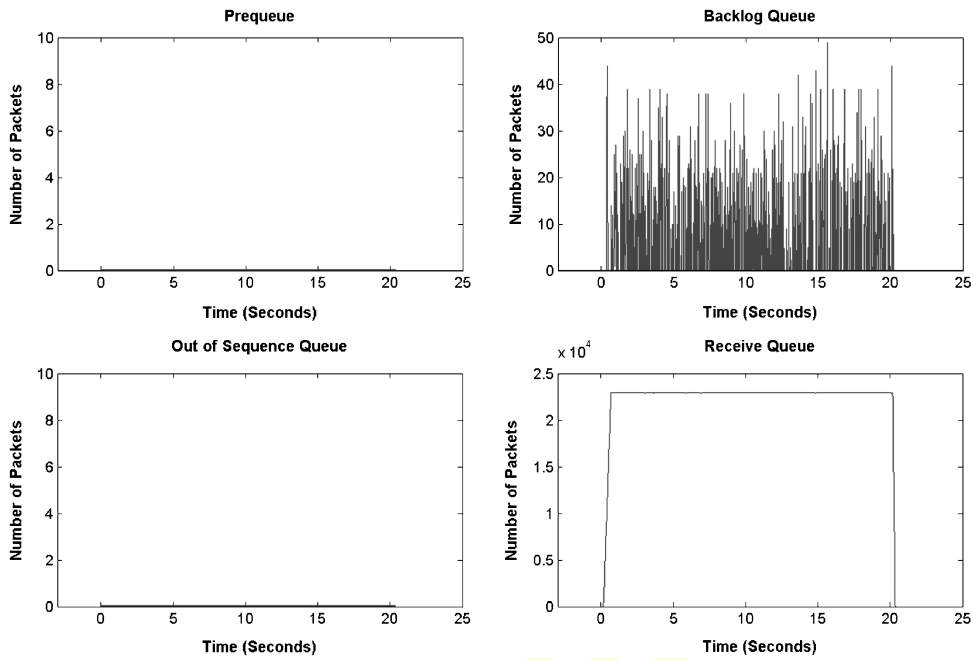 Prequeue
Number of Packets
10
8
6
4
2
0
0 5 10 15 20 25
Time (Seconds)
Backlog Queue
Number of Packets
50
40
30
20
10
0
0 5 10 15 20 25
Time (Seconds)
Out of Sequence Queue
Number of Packets
10
8
6
4
2
0
0 5 10 15 20 25
Time (Seconds)
Receive Queue
x 10^4
Number of Packets
2.5
2
1.5
1
0.5
0
0 5 10 15 20 25
Time (Seconds)